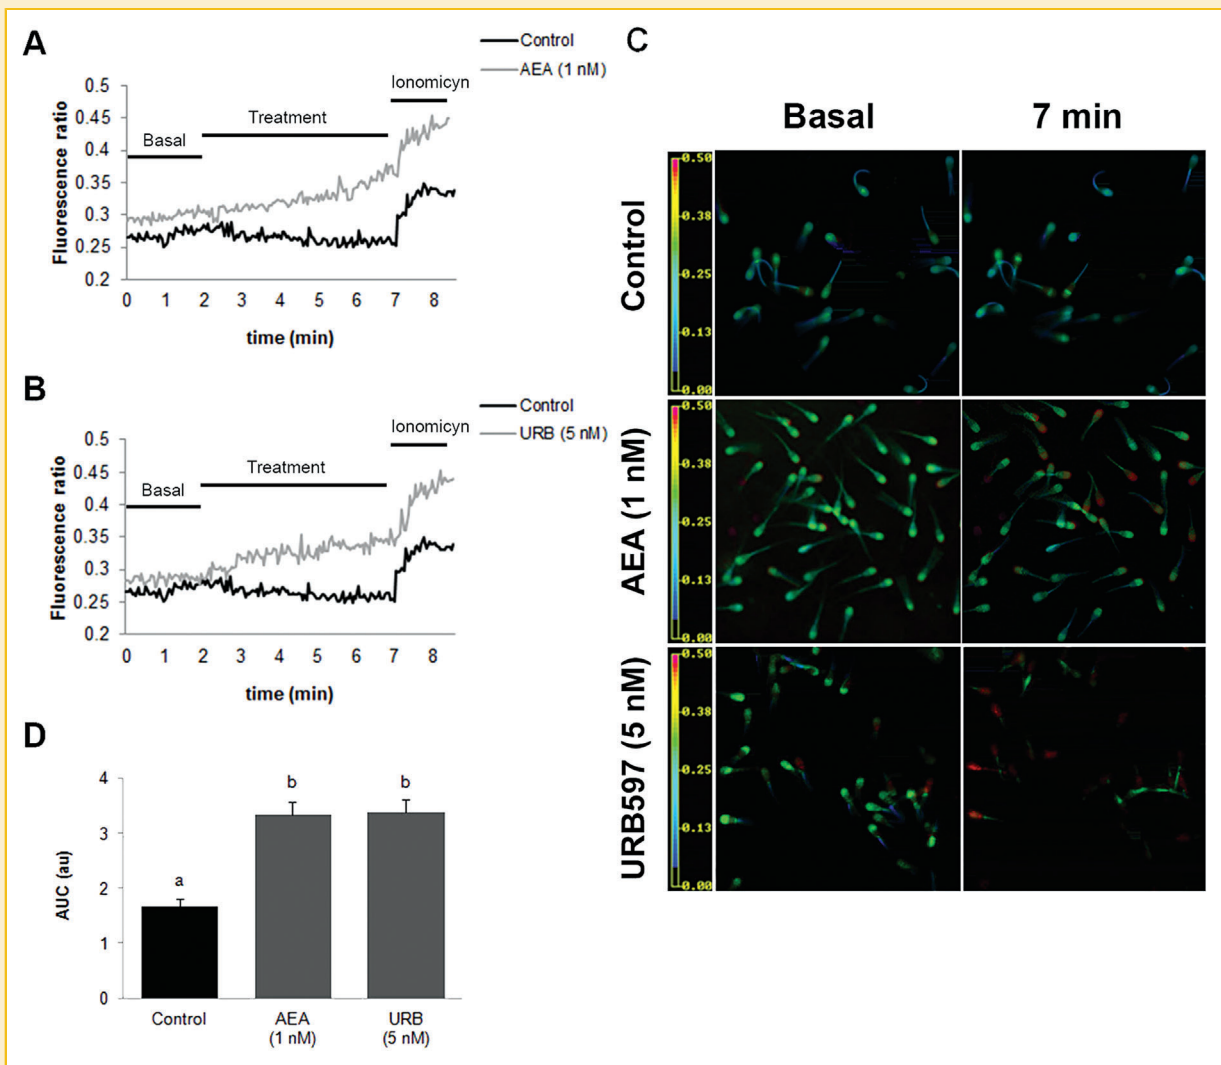 A
Control
AEA (1 nM)
Ionomicyn
Treatment
Basal
Fluorescence ratio
0.5
0.45
0.4
0.35
0.3
0.25
0.2
0 1 2 3 4 5 6 7 8
time (min)
B
Control
URB (5 nM)
Ionomicyn
Treatment
Basal
Fluorescence ratio
0.5
0.45
0.4
0.35
0.3
0.25
0.2
0 1 2 3 4 5 6 7 8
time (min)
C
Basal 7 min
Control
0.50
0.38
0.25
0.13
0.00
AEA (1 nM)
0.50
0.38
0.25
0.13
0.00
URB597 (5 nM)
0.50
0.38
0.25
0.13
0.00
D
AUC (au)
4
3
2
1
0
a
b
b
Control
AEA
(1 nM)
URB
(5 nM)